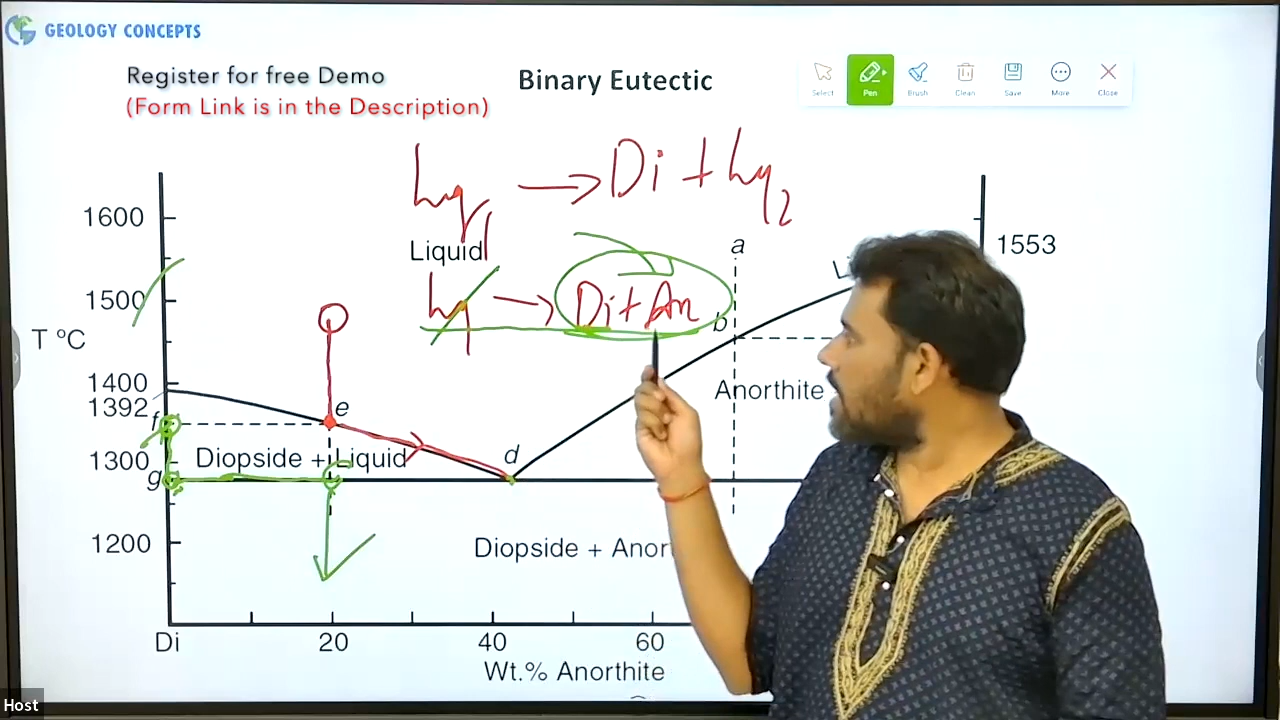 GEOLOGY CONCEPTS
Register for free Demo
(Form Link is in the Description)
Binary Eutectic
Select
Pen
Brush
Clean
Save
More
Close
Liq1 → Di + Liq2
Liquid
Liq → Di + An
a
1553
1600
1500
T ºC
1400
1392
1300
1200
b
Anorthite
e
f
Diopside + Liquid
d
g
Diopside + Anor
Di
20
40
60
Wt.% Anorthite
Host